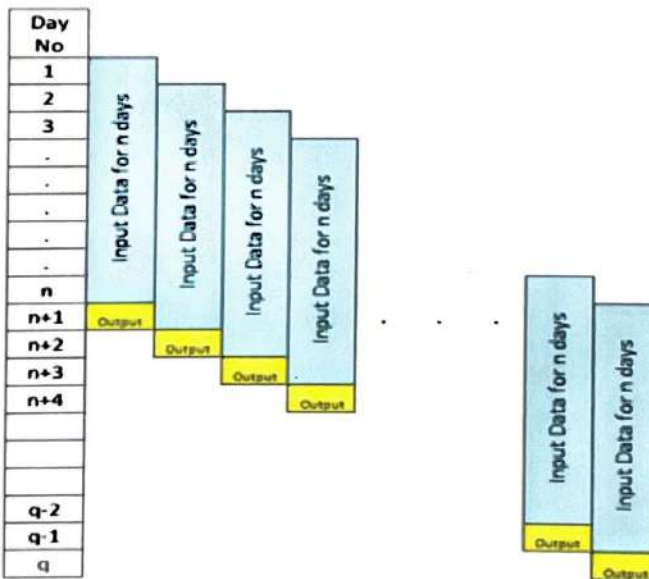 Day
No
1
2
3
.
.
.
.
.
n
n+1
n+2
n+3
n+4
q-2
q-1
q
Input Data for n days
Output
Input Data for n days
Output
Input Data for n days
Output
Input Data for n days
Output
. . .
Input Data for n days
Output
Input Data for n days
Output